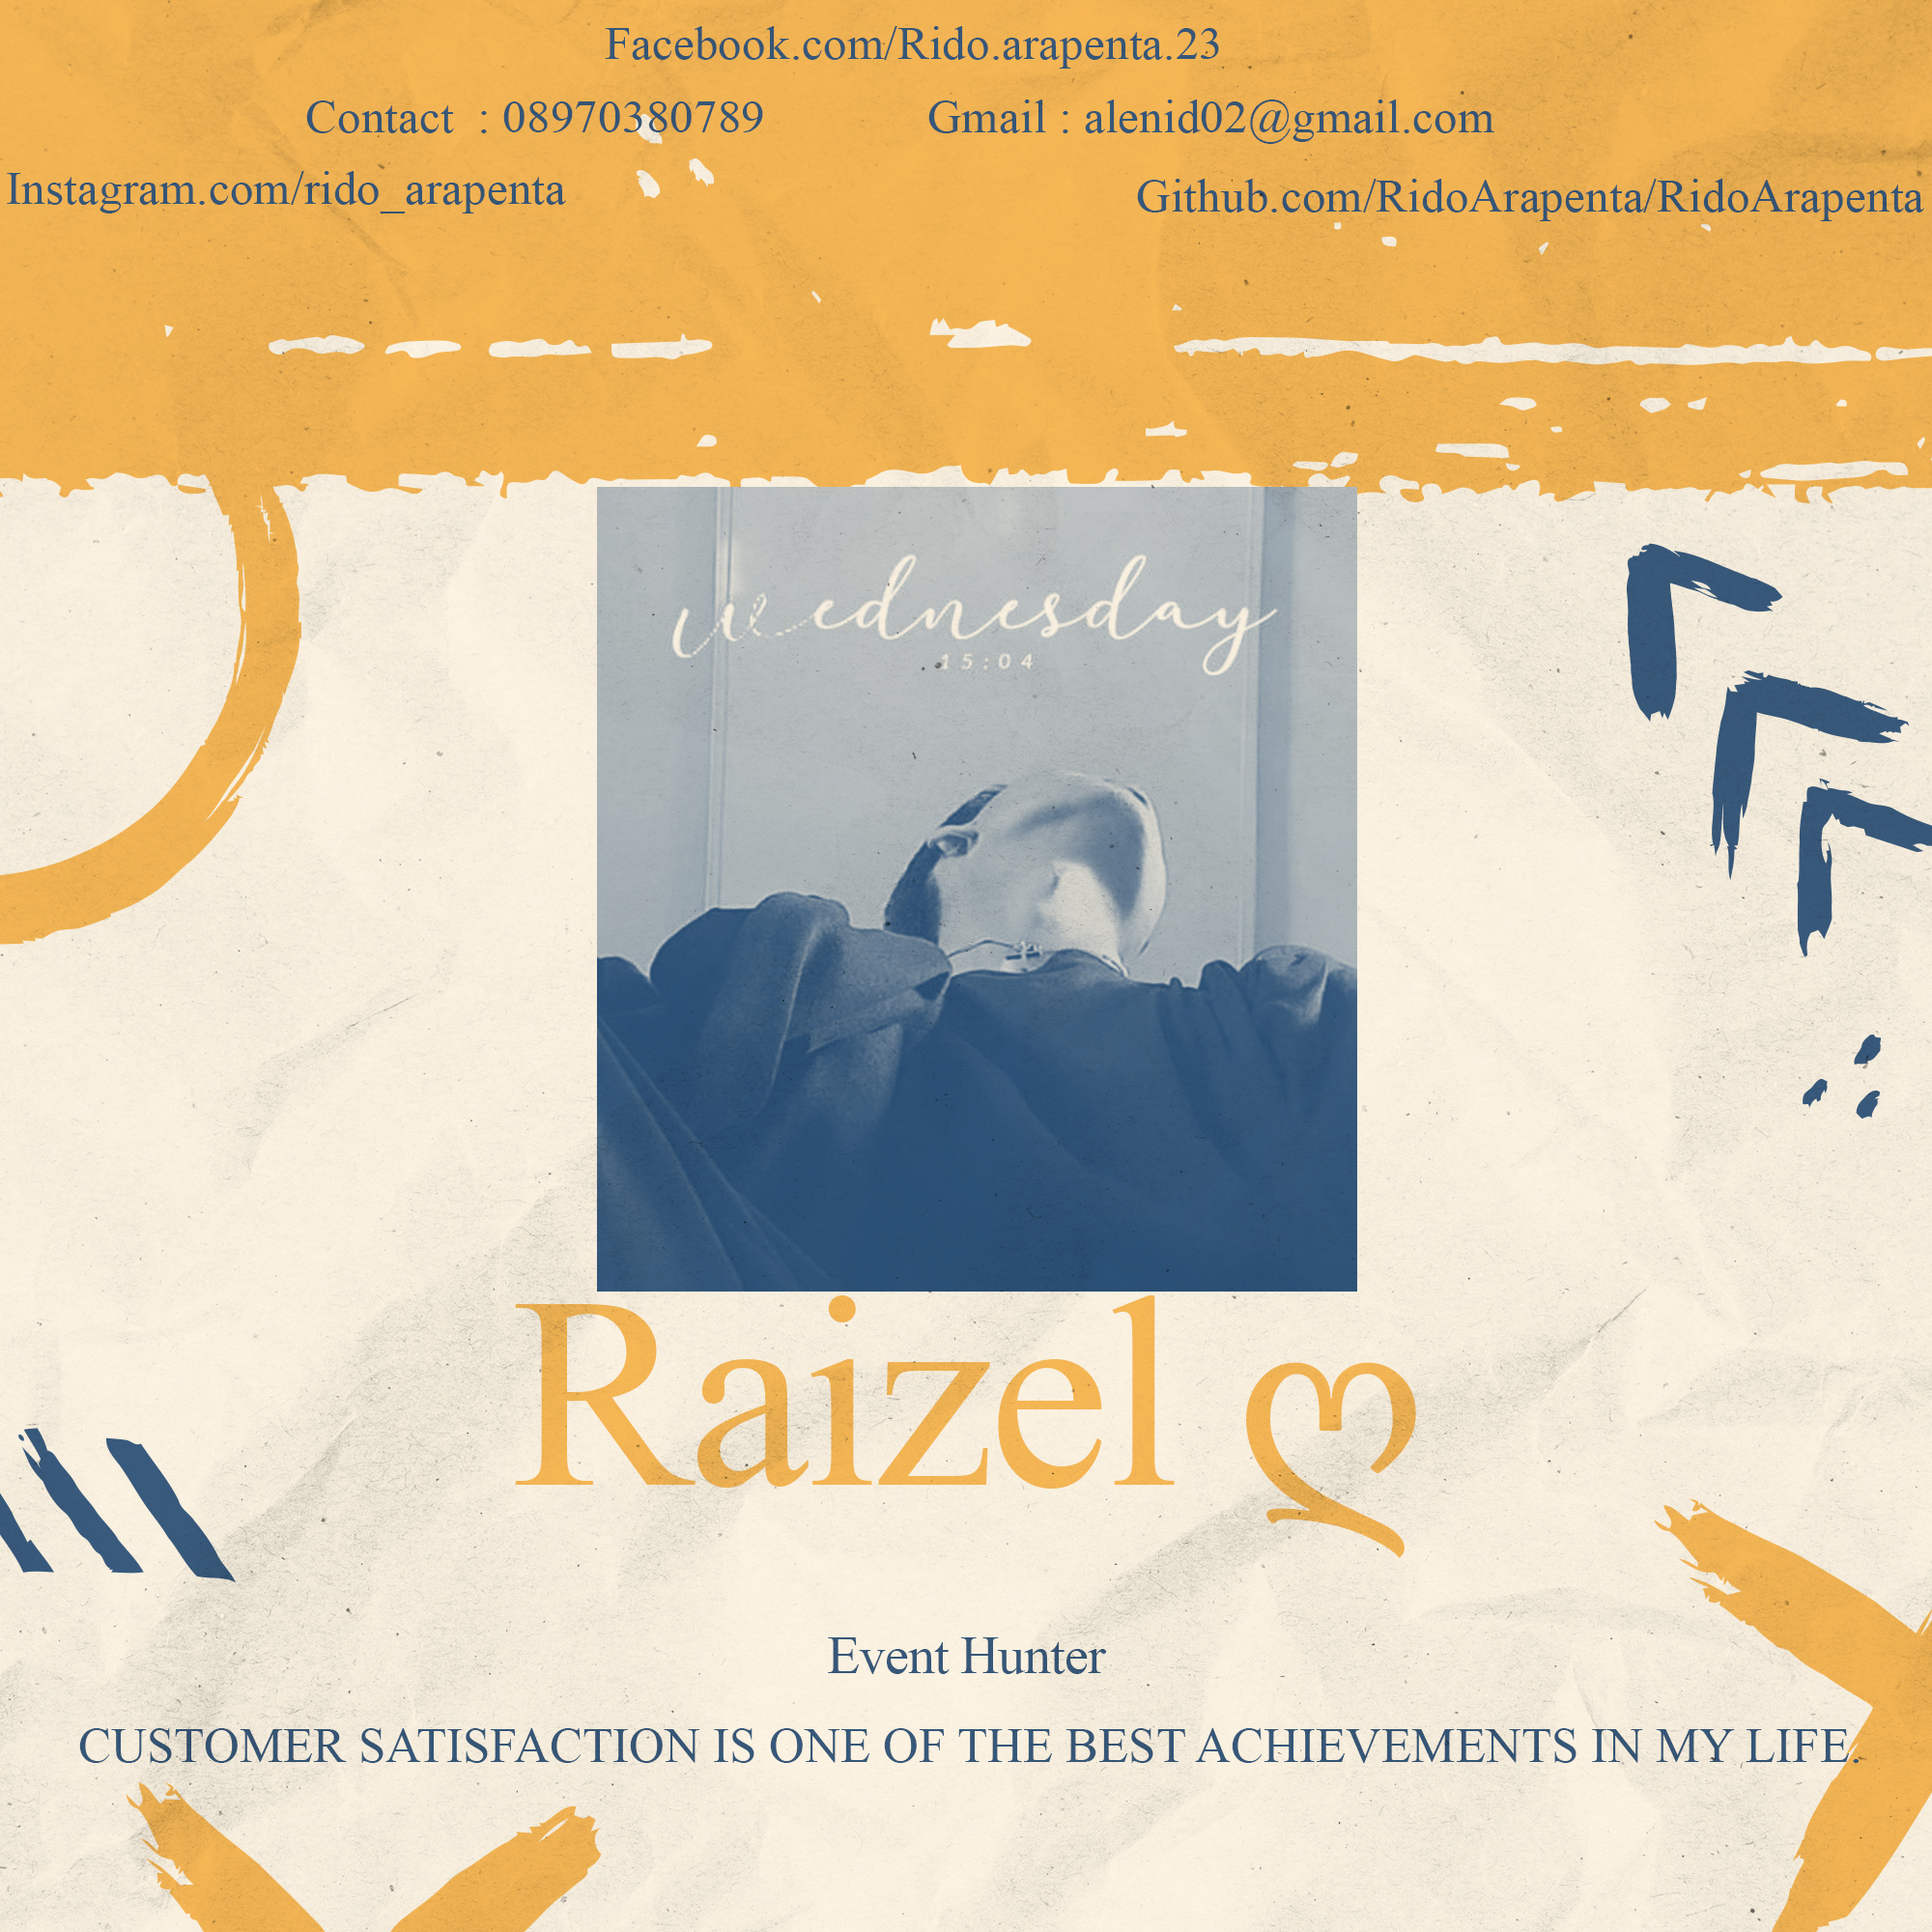 Facebook.com/Rido.arapenta.23
Contact : 08970380789 Gmail : alenid02@gmail.com
Instagram.com/rido_arapenta Github.com/RidoArapenta/RidoArapenta
Wednesday
15:04
Raizel ღ
Event Hunter
CUSTOMER SATISFACTION IS ONE OF THE BEST ACHIEVEMENTS IN MY LIFE.